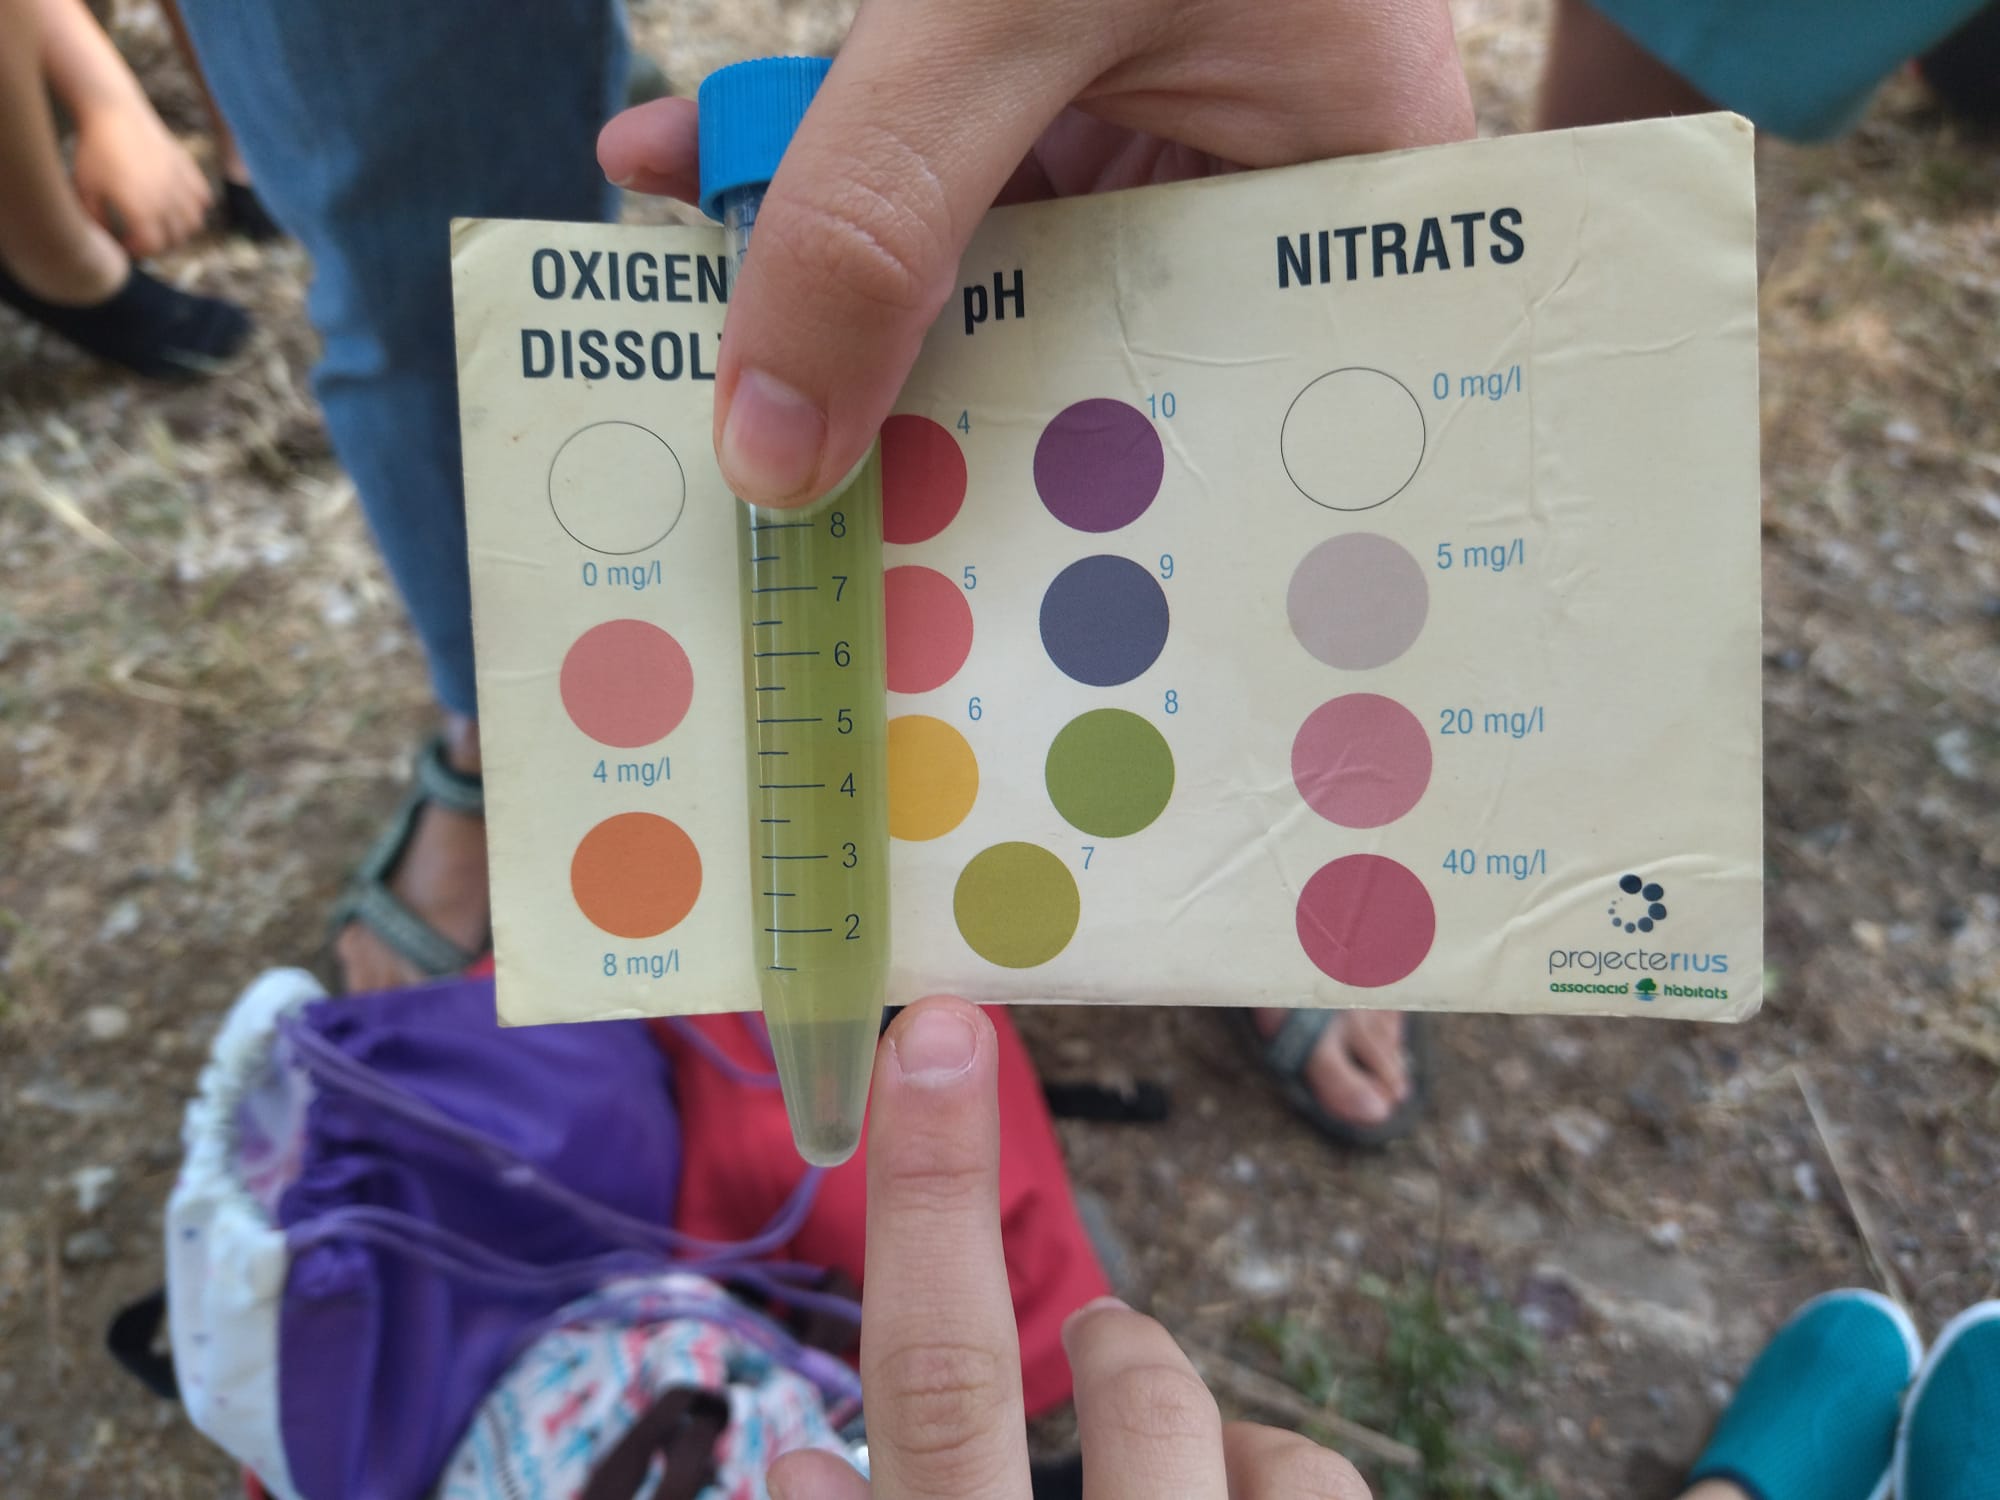 OXIGEN
DISSOL
0 mg/l
4 mg/l
8 mg/l
8
7
6
5
4
3
2
pH
4
10
5
9
6
8
7
NITRATS
0 mg/l
5 mg/l
20 mg/l
40 mg/l
projecterius
associació hàbitats